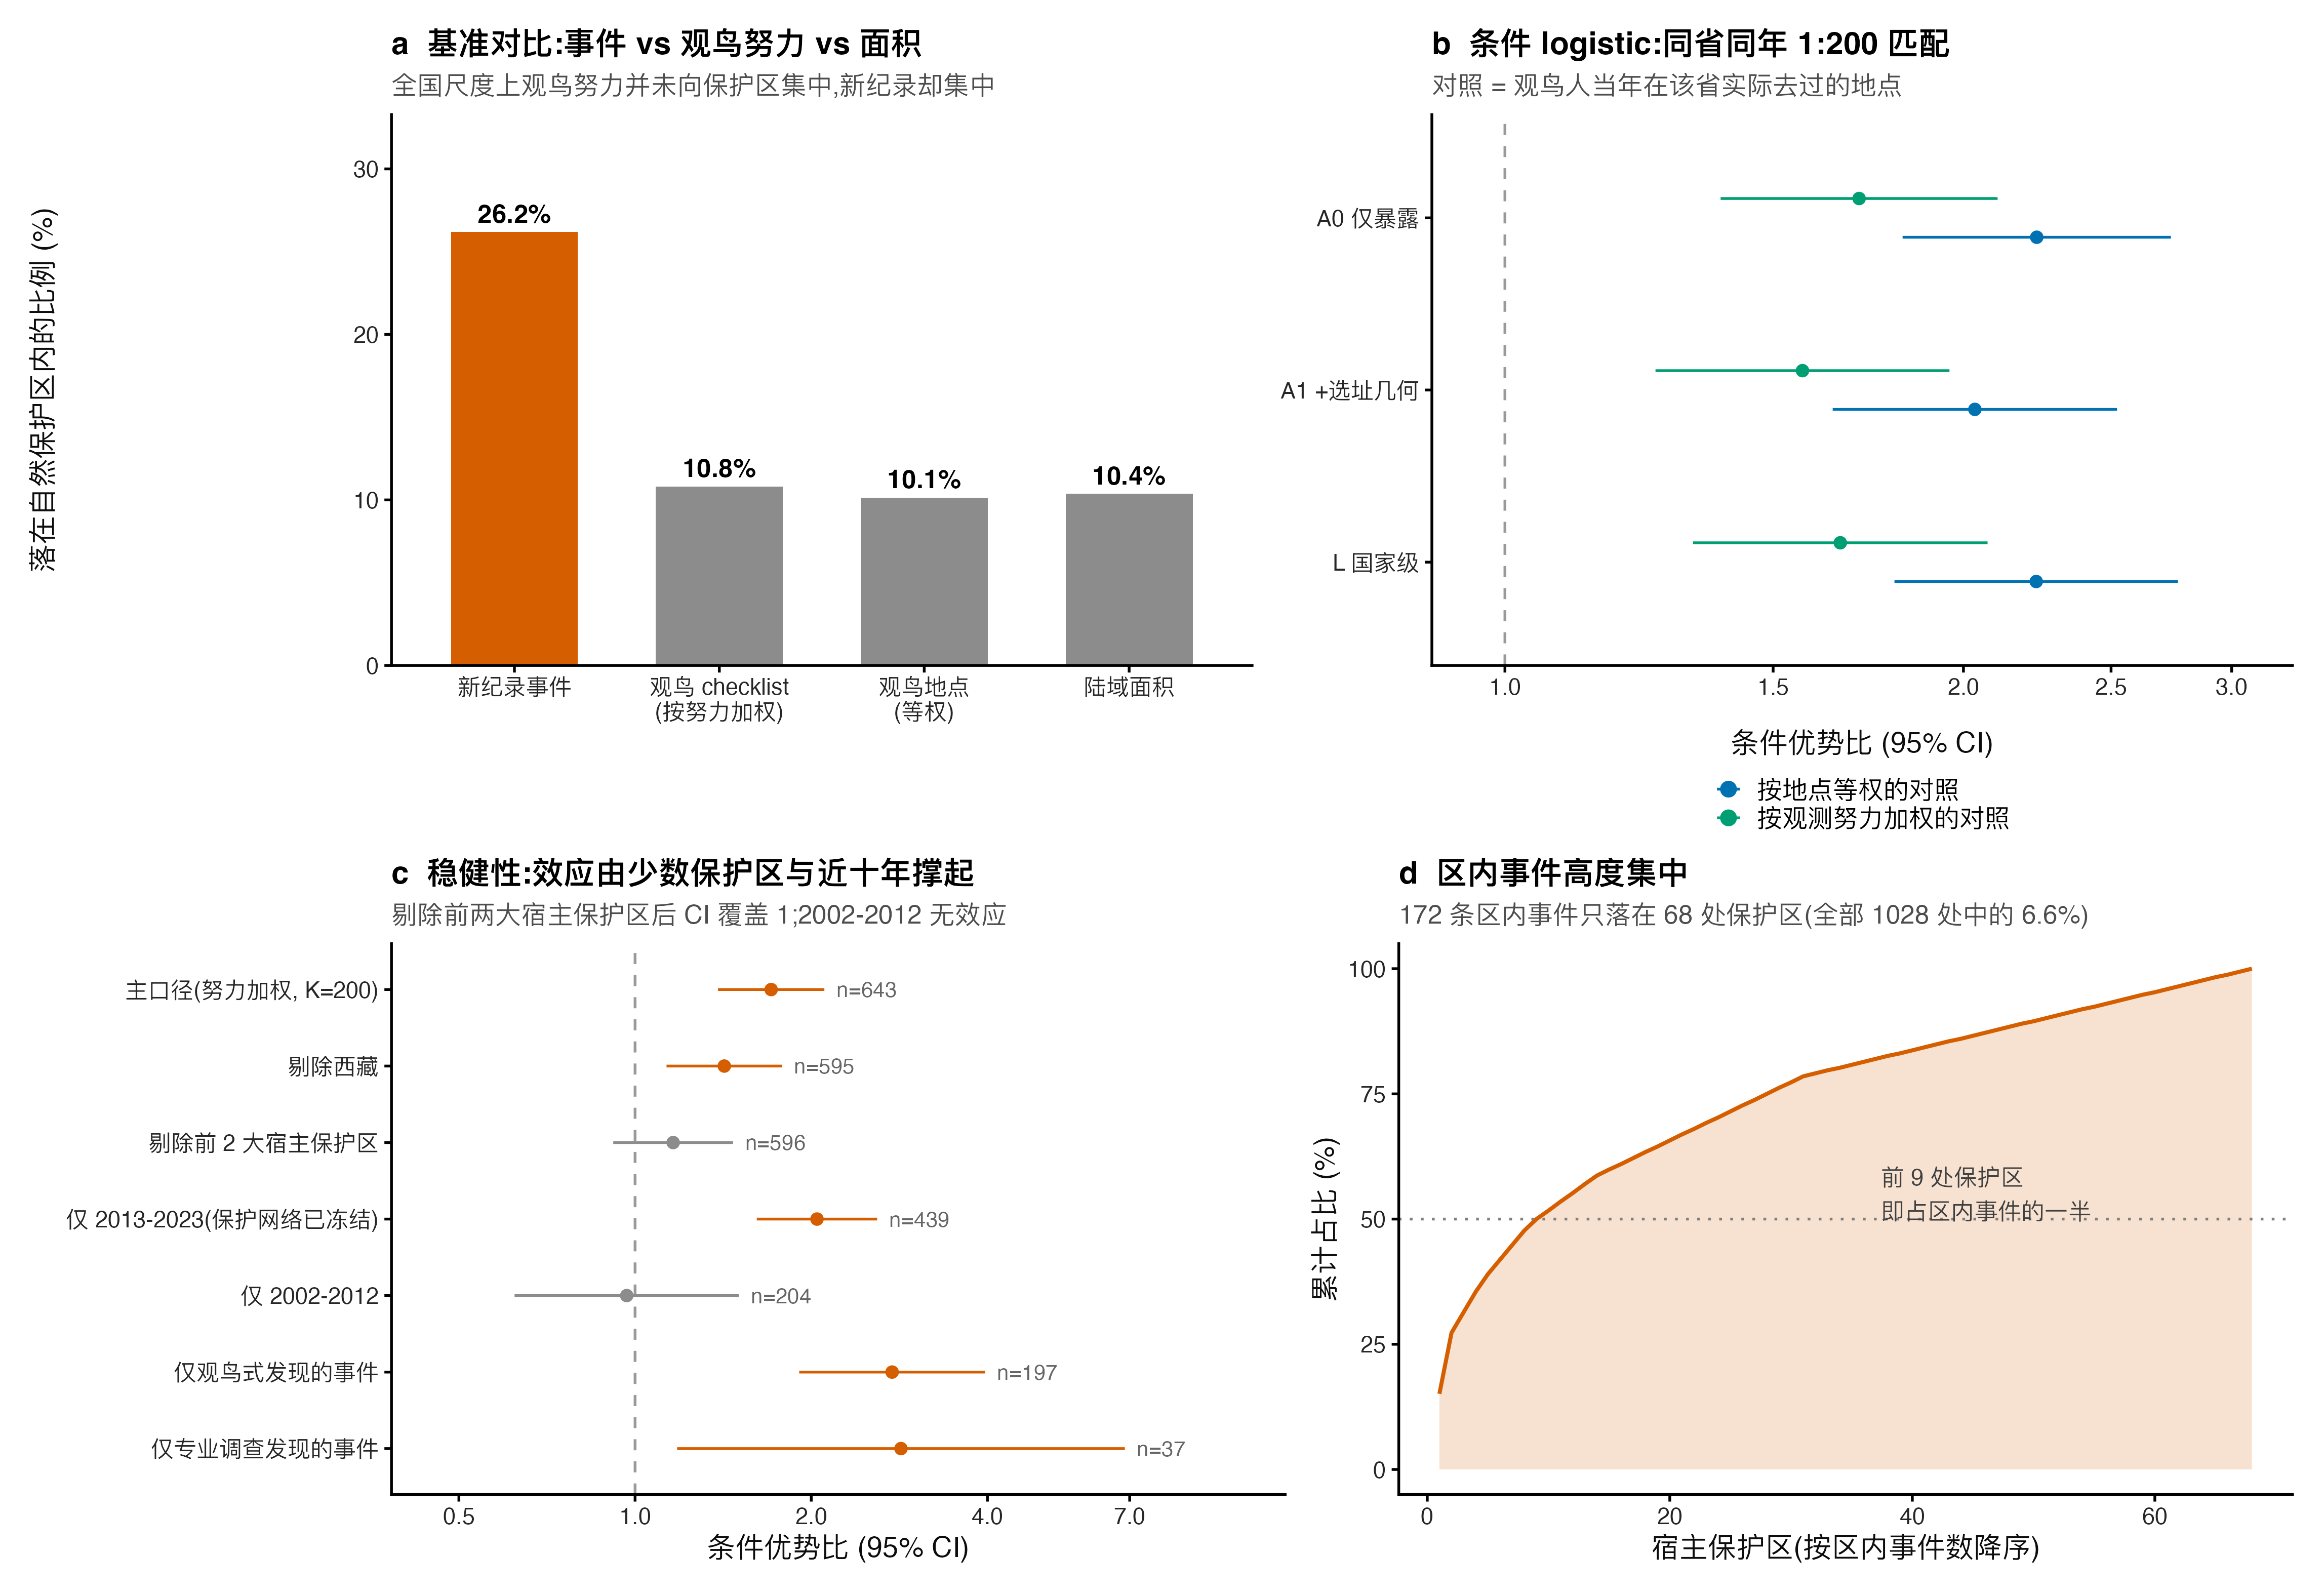 a 基准对比:事件 vs 观鸟努力 vs 面积
全国尺度上观鸟努力并未向保护区集中,新纪录却集中
落在自然保护区内的比例 (%)
30
20
10
0
26.2%
10.8%
10.1%
10.4%
新纪录事件
观鸟 checklist
(按努力加权)
观鸟地点
(等权)
陆域面积
b 条件 logistic:同省同年 1:200 匹配
对照 = 观鸟人当年在该省实际去过的地点
A0 仅暴露
A1 +选址几何
L 国家级
1.0
1.5
2.0
2.5
3.0
条件优势比 (95% CI)
按地点等权的对照
按观测努力加权的对照
c 稳健性:效应由少数保护区与近十年撑起
剔除前两大宿主保护区后 CI 覆盖 1;2002-2012 无效应
主口径(努力加权, K=200)
n=643
剔除西藏
n=595
剔除前 2 大宿主保护区
n=596
仅 2013-2023(保护网络已冻结)
n=439
仅 2002-2012
n=204
仅观鸟式发现的事件
n=197
仅专业调查发现的事件
n=37
0.5
1.0
2.0
4.0
7.0
条件优势比 (95% CI)
d 区内事件高度集中
172 条区内事件只落在 68 处保护区(全部 1028 处中的 6.6%)
累计占比 (%)
100
75
50
25
0
前 9 处保护区
即占区内事件的一半
0
20
40
60
宿主保护区(按区内事件数降序)